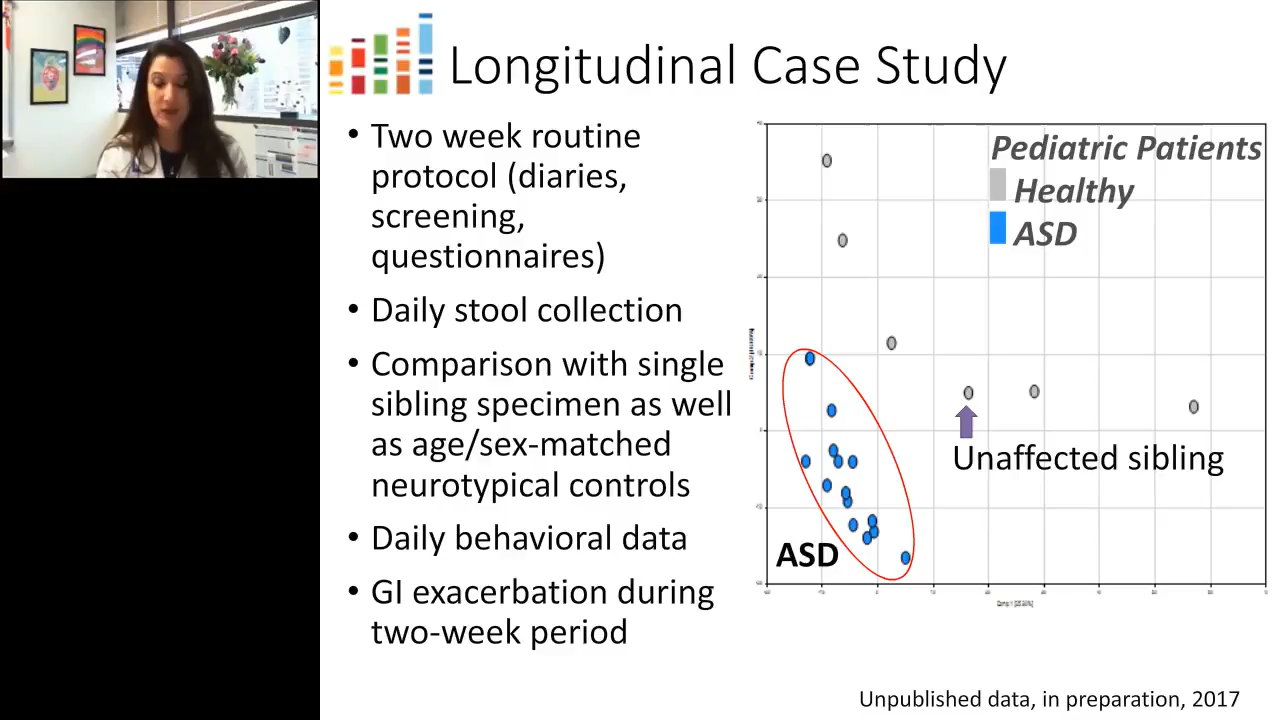 Longitudinal Case Study
• Two week routine
protocol (diaries,
screening,
questionnaires)
• Daily stool collection
• Comparison with single
sibling specimen as well
as age/sex-matched
neurotypical controls
• Daily behavioral data
• GI exacerbation during
two-week period
Pediatric Patients
Healthy
ASD
Unaffected sibling
ASD
Unpublished data, in preparation, 2017